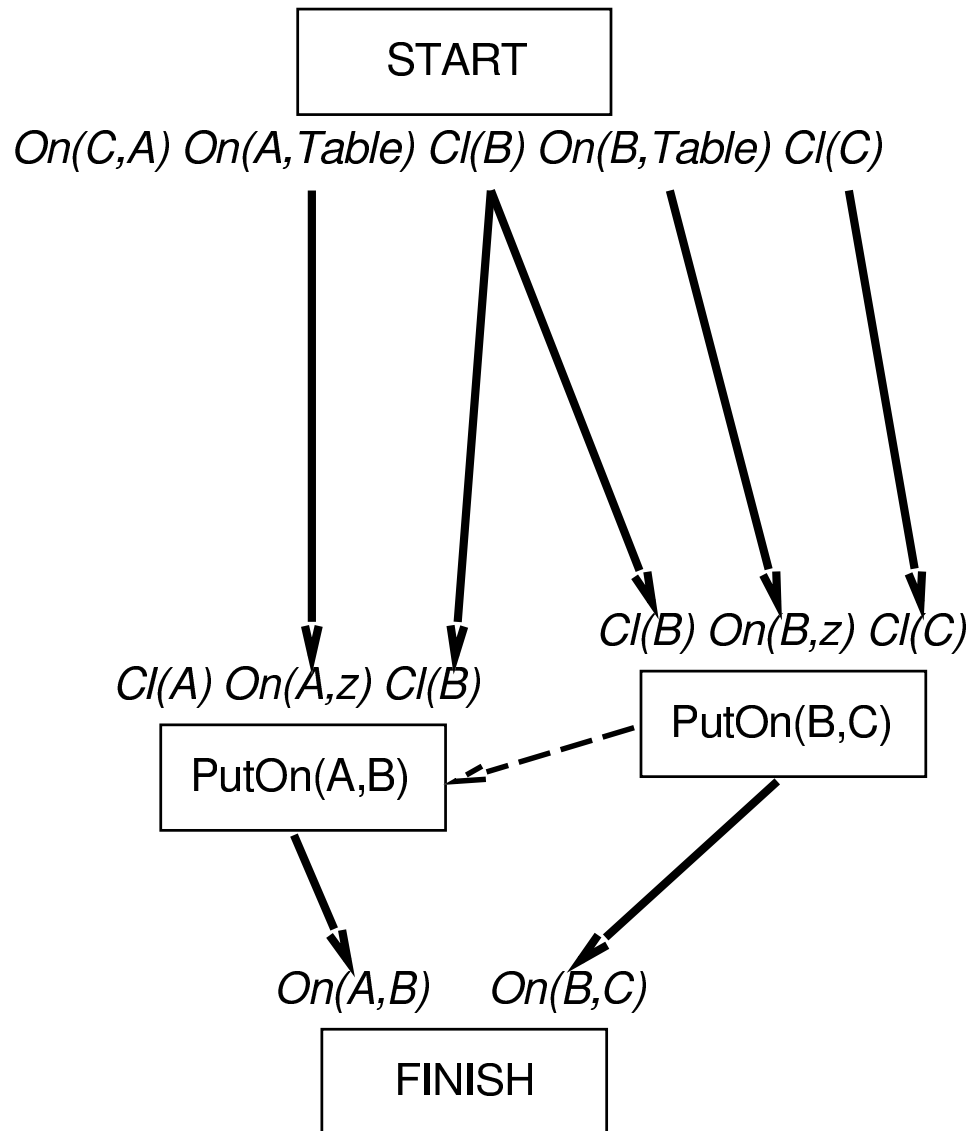 START
On(C,A) On(A,Table) Cl(B) On(B,Table) Cl(C)
Cl(B) On(B,z) Cl(C)
Cl(A) On(A,z) Cl(B)
PutOn(B,C)
PutOn(A,B)
On(A,B) On(B,C)
FINISH